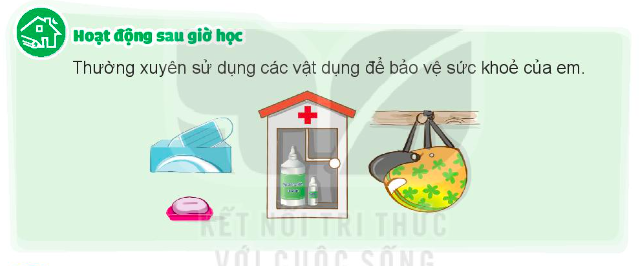 Hoạt động sau giờ học
Thường xuyên sử dụng các vật dụng để bảo vệ sức khoẻ của em.
KẾT NỐI TRI THỨC
VỚI CUỘC SỐNG